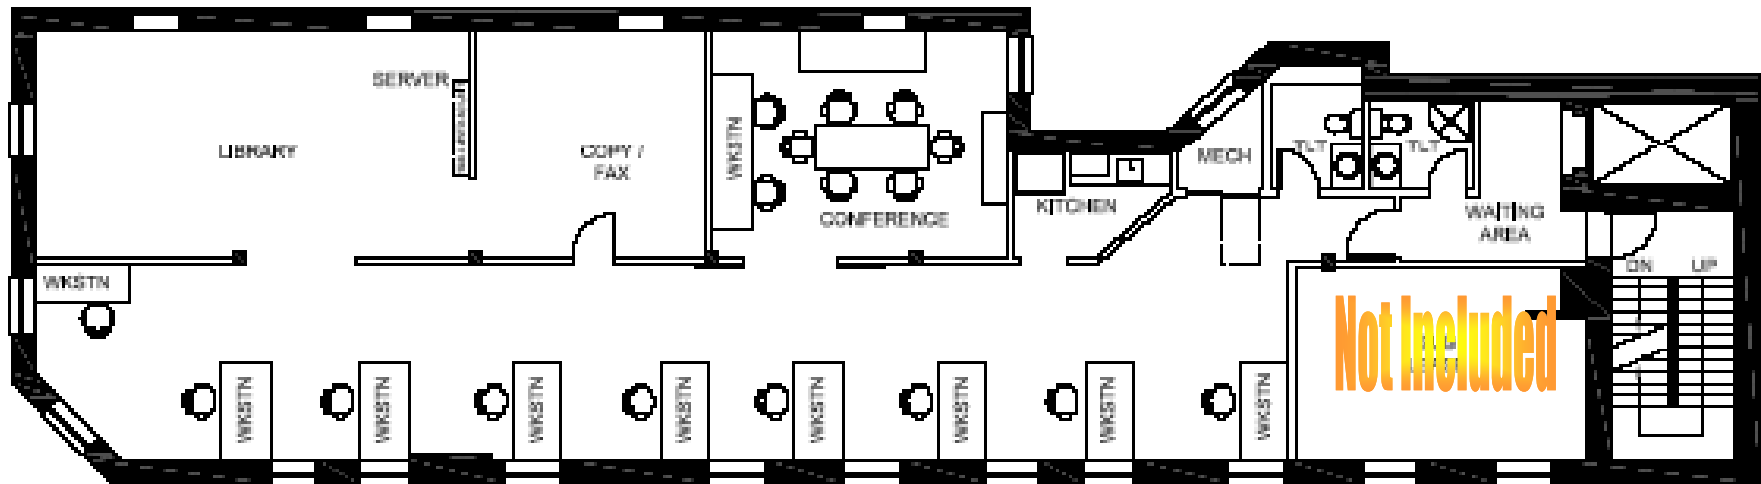 SERVER
LIBRARY
COPY /
FAX
WKSTN
CONFERENCE
KITCHEN
MECH
TLT
TLT
WAITING
AREA
DN
UP
WKSTN
Not Included
WKSTN
WKSTN
WKSTN
WKSTN
WKSTN
WKSTN
WKSTN
WKSTN